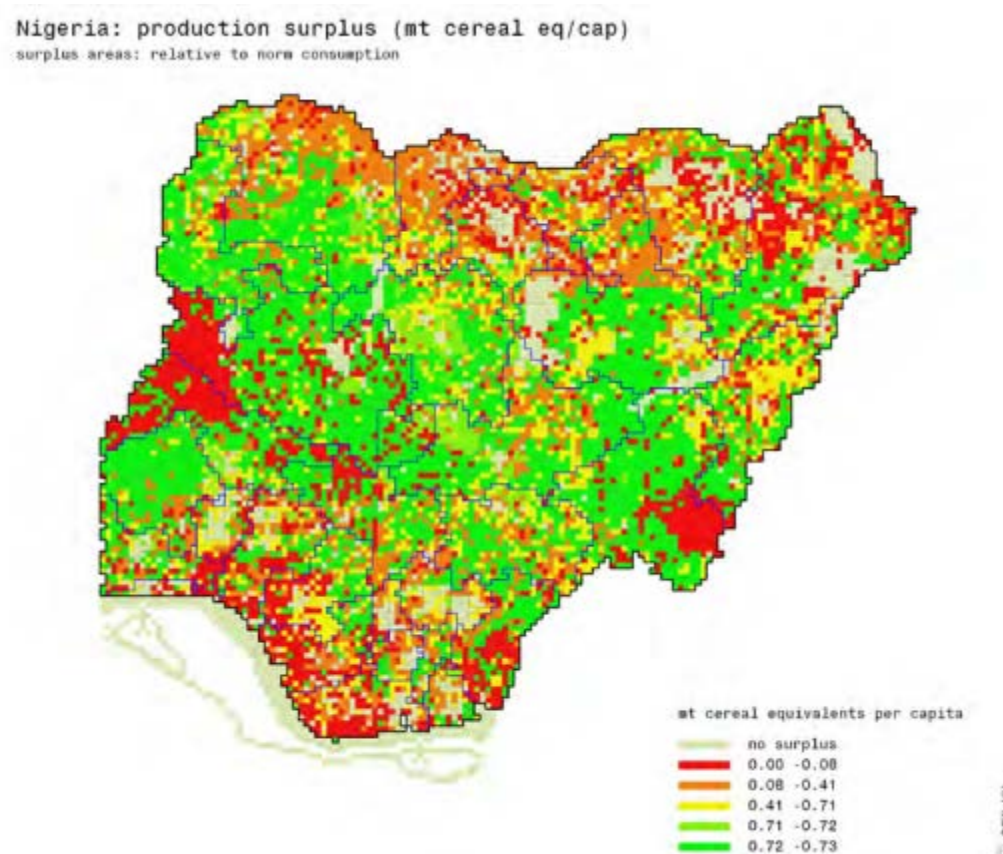 Nigeria: production surplus (mt cereal eq/cap)
surplus areas: relative to norm consumption
mt cereal equivalents per capita
no surplus
0.00 -0.08
0.08 -0.41
0.41 -0.71
0.71 -0.72
0.72 -0.73